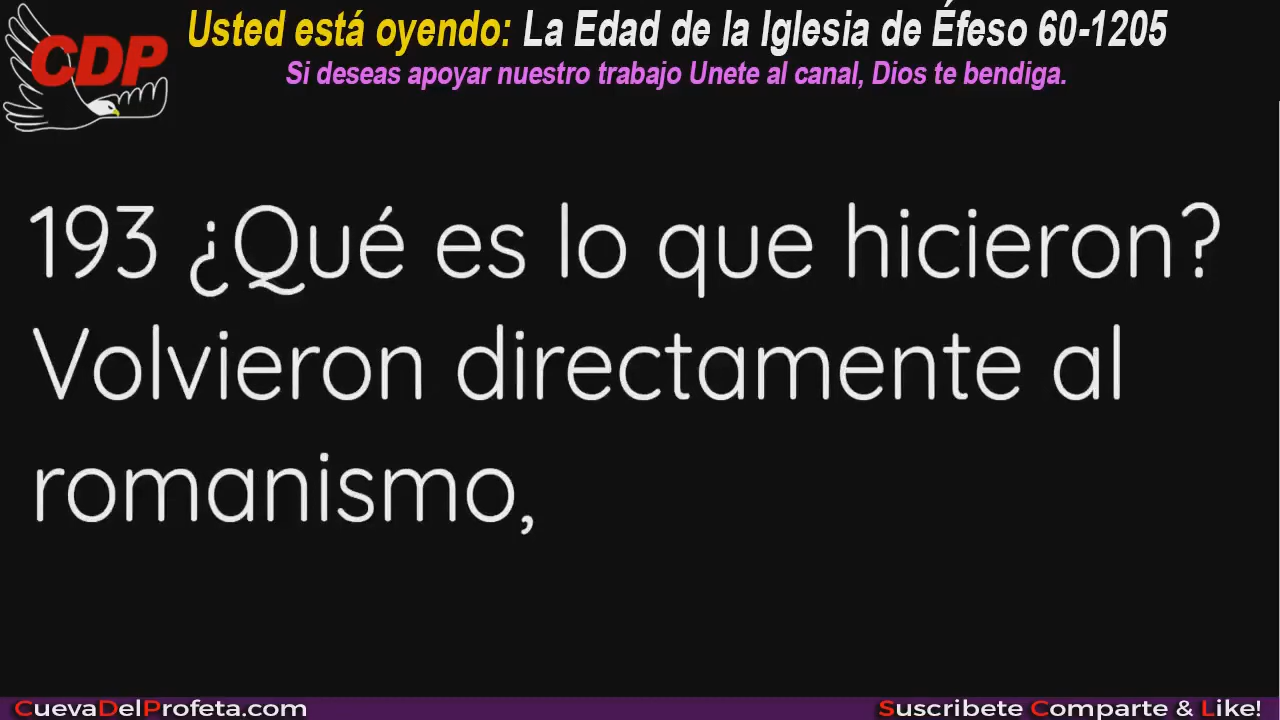 CDP
Usted está oyendo: La Edad de la Iglesia de Éfeso 60-1205
Si deseas apoyar nuestro trabajo Unete al canal, Dios te bendiga.
193 ¿Qué es lo que hicieron?
Volvieron directamente al
romanismo,
CuevaDelProfeta.com
Suscribete Comparte & Like!